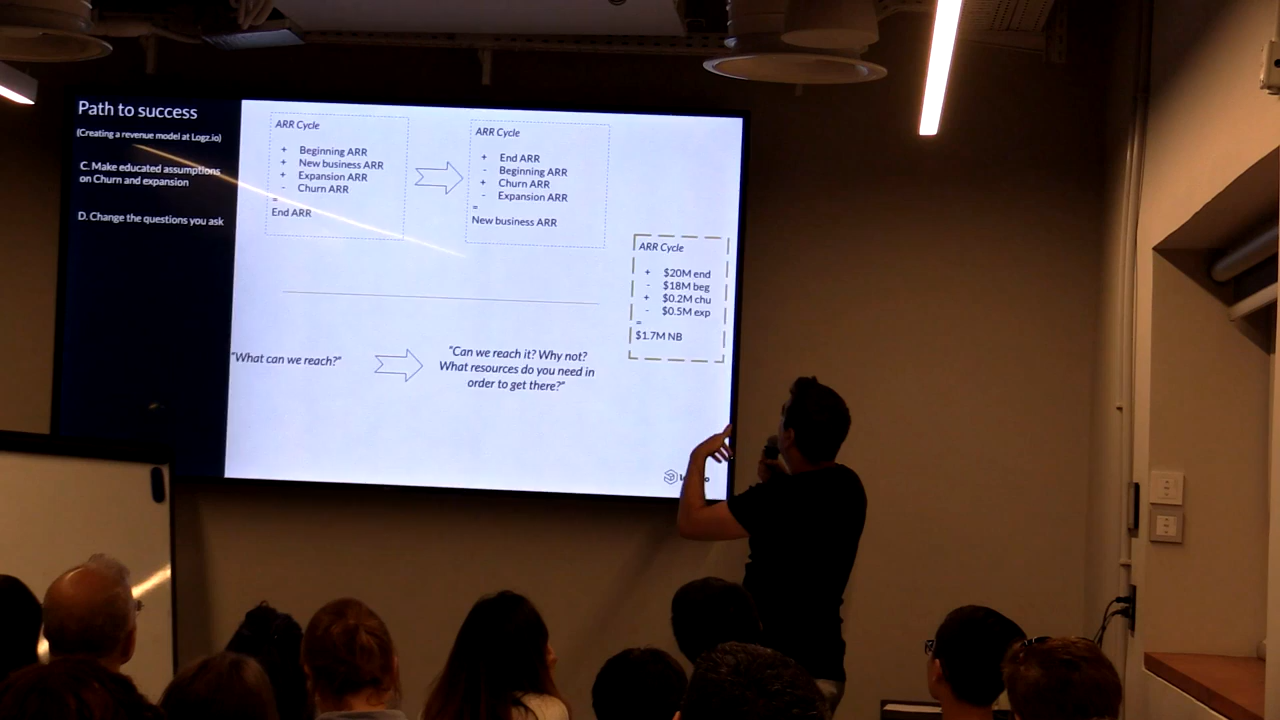 Path to success
(Creating a revenue model at Logz.io)
C. Make educated assumptions
on Churn and expansion
D. Change the questions you ask
ARR Cycle
+ Beginning ARR
+ New business ARR
+ Expansion ARR
- Churn ARR
=
End ARR
ARR Cycle
+ End ARR
- Beginning ARR
+ Churn ARR
- Expansion ARR
=
New business ARR
ARR Cycle
+ $20M end
- $18M beg
+ $0.2M chu
- $0.5M exp
=
$1.7M NB
"What can we reach?"
"Can we reach it? Why not?
What resources do you need in
order to get there?"